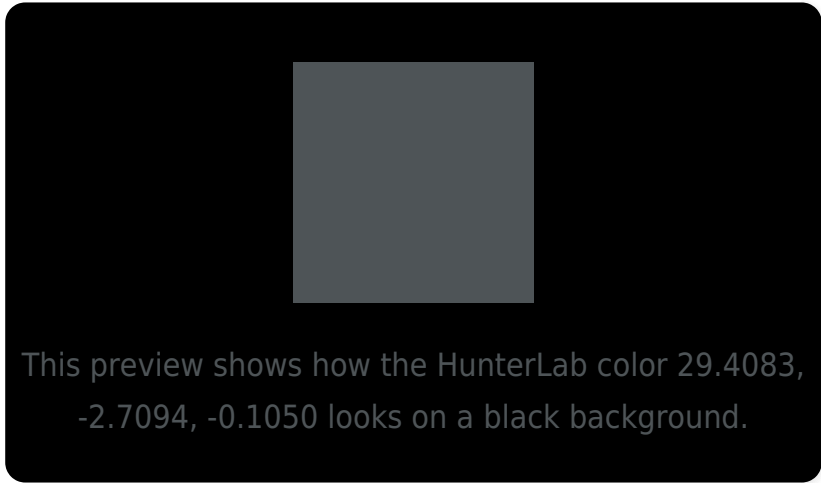 This preview shows how the HunterLab color 29.4083,
-2.7094, -0.1050 looks on a black background.